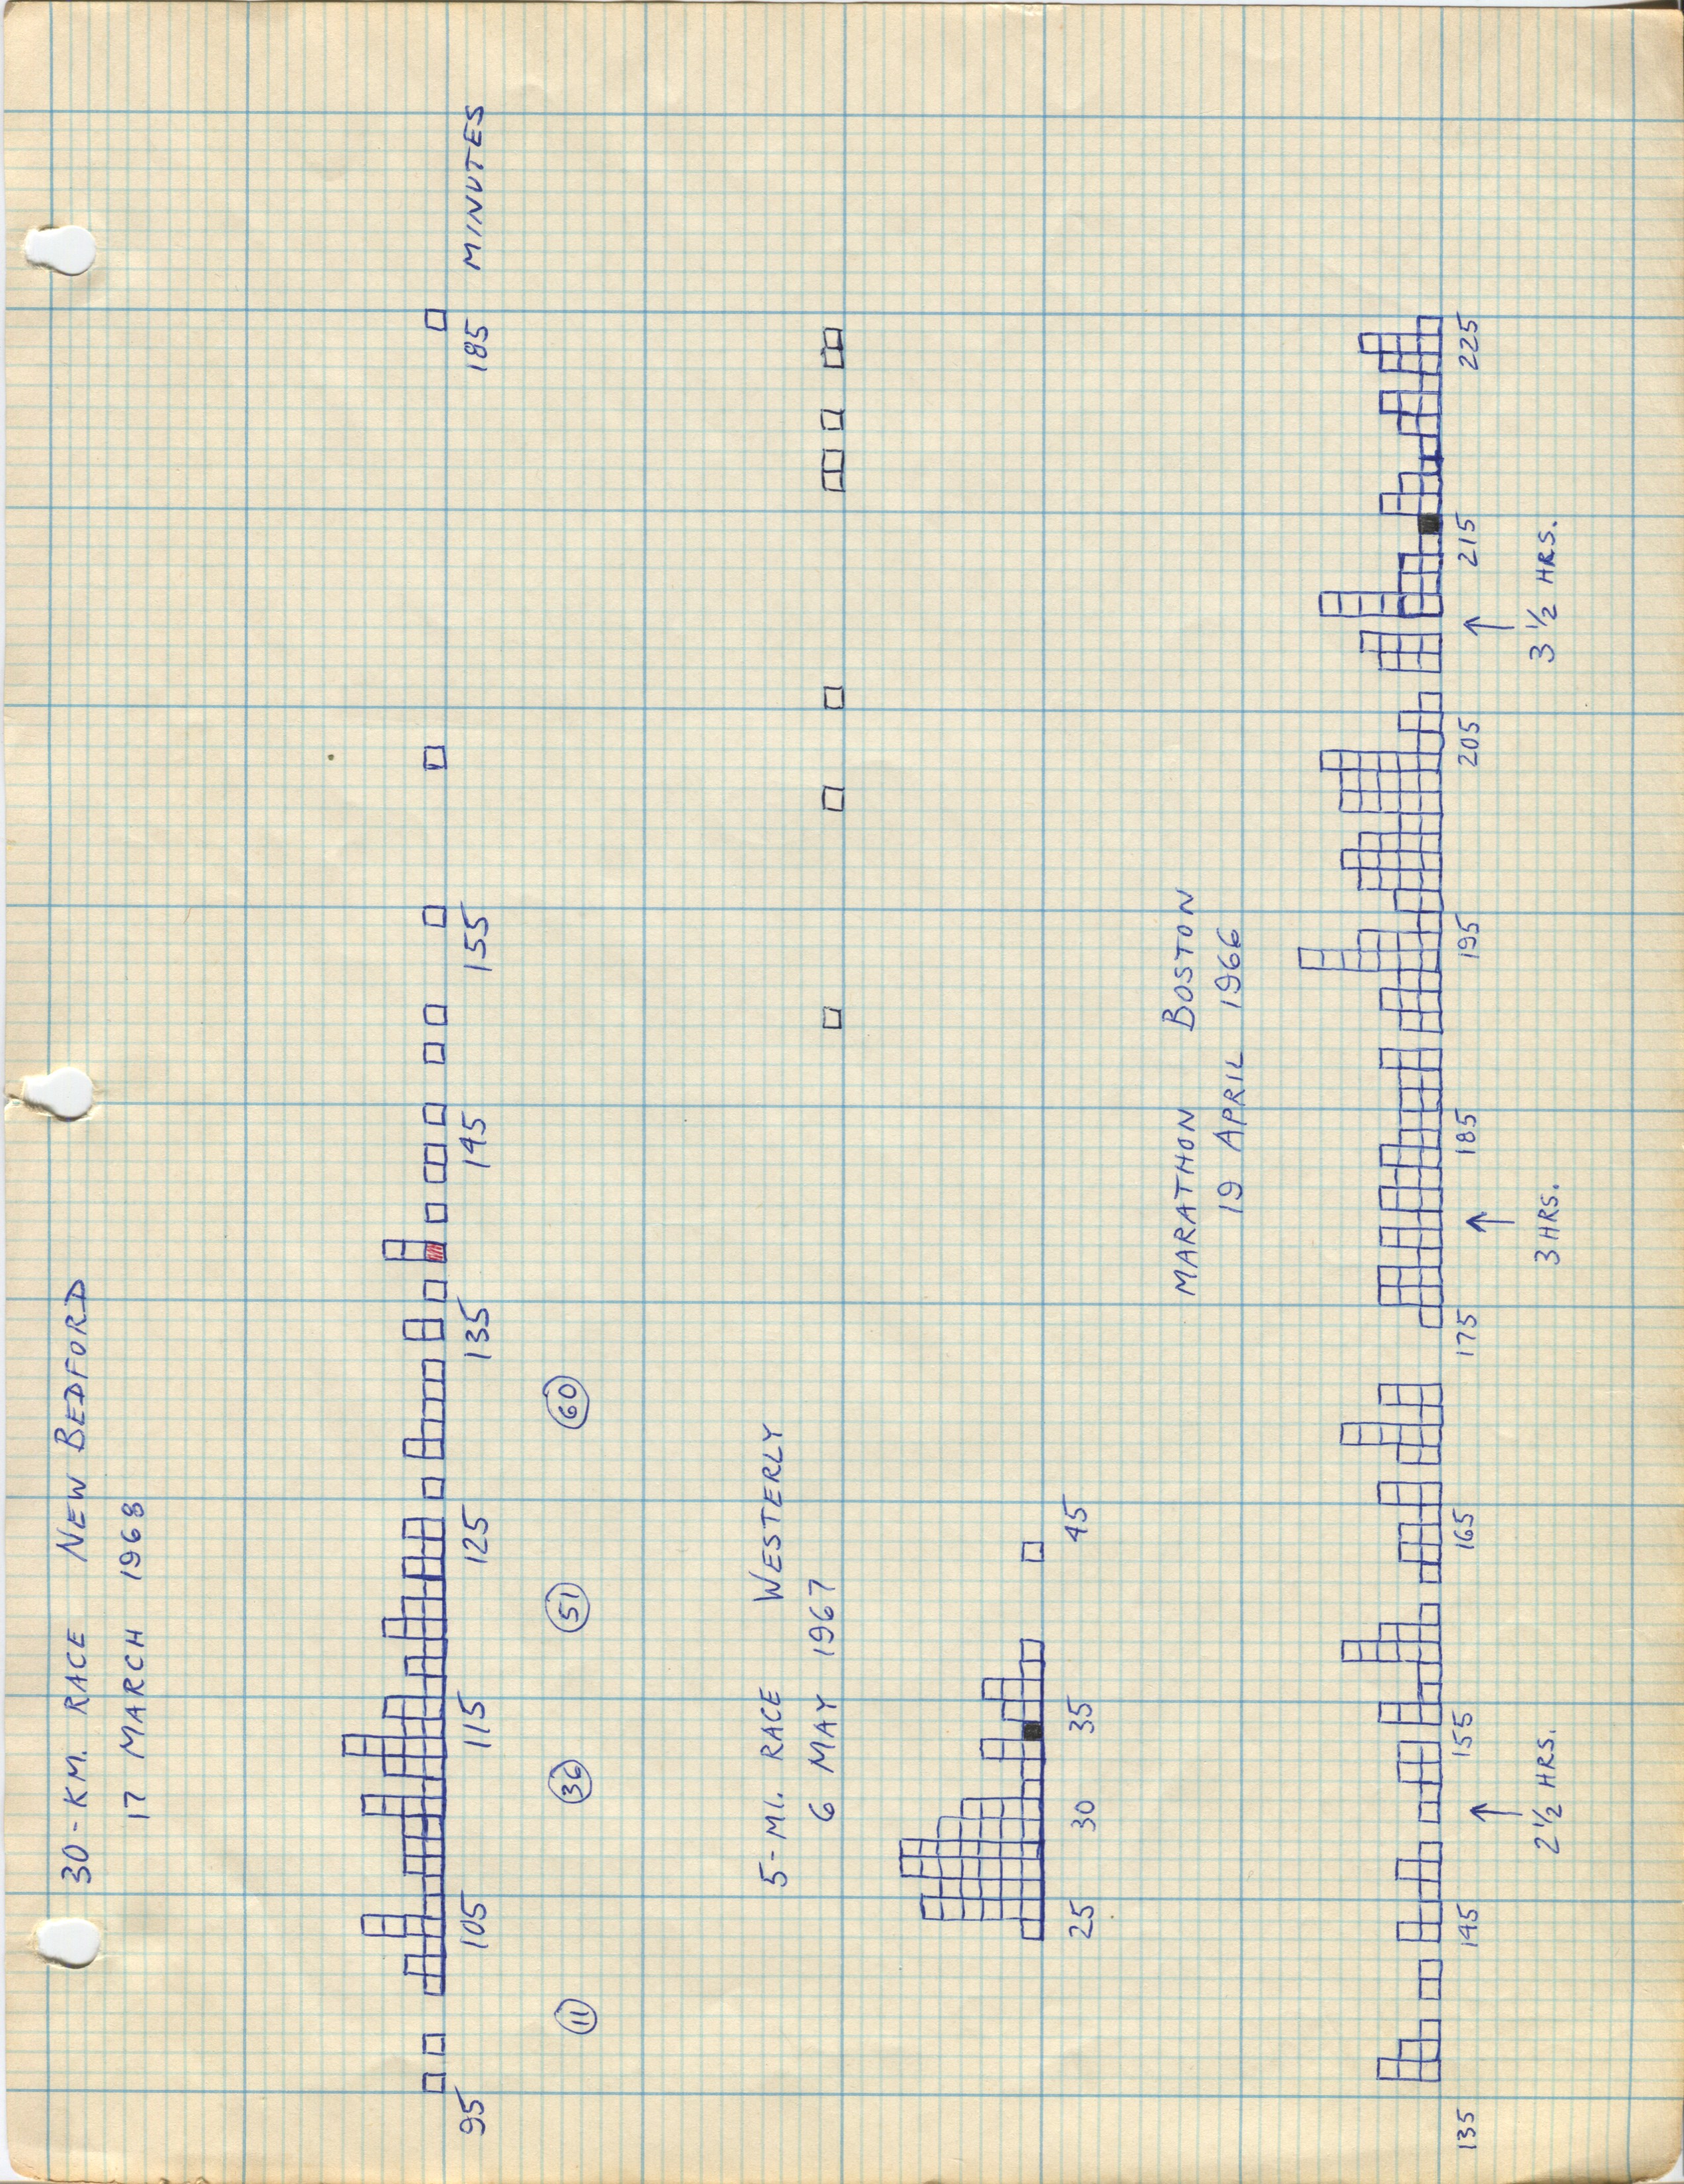 30-KM. RACE NEW BEDFORD
17 MARCH 1968
95 105 115 125 135 145 155 185 MINUTES
11 36 51 60
5-MI. RACE WESTERLY
6 MAY 1967
25 30 35 45
MARATHON BOSTON
19 APRIL 1966
135 145 155 165 175 185 195 205 215 225
↑ ↑ ↑
2 1/2 HRS. 3 HRS. 3 1/2 HRS.